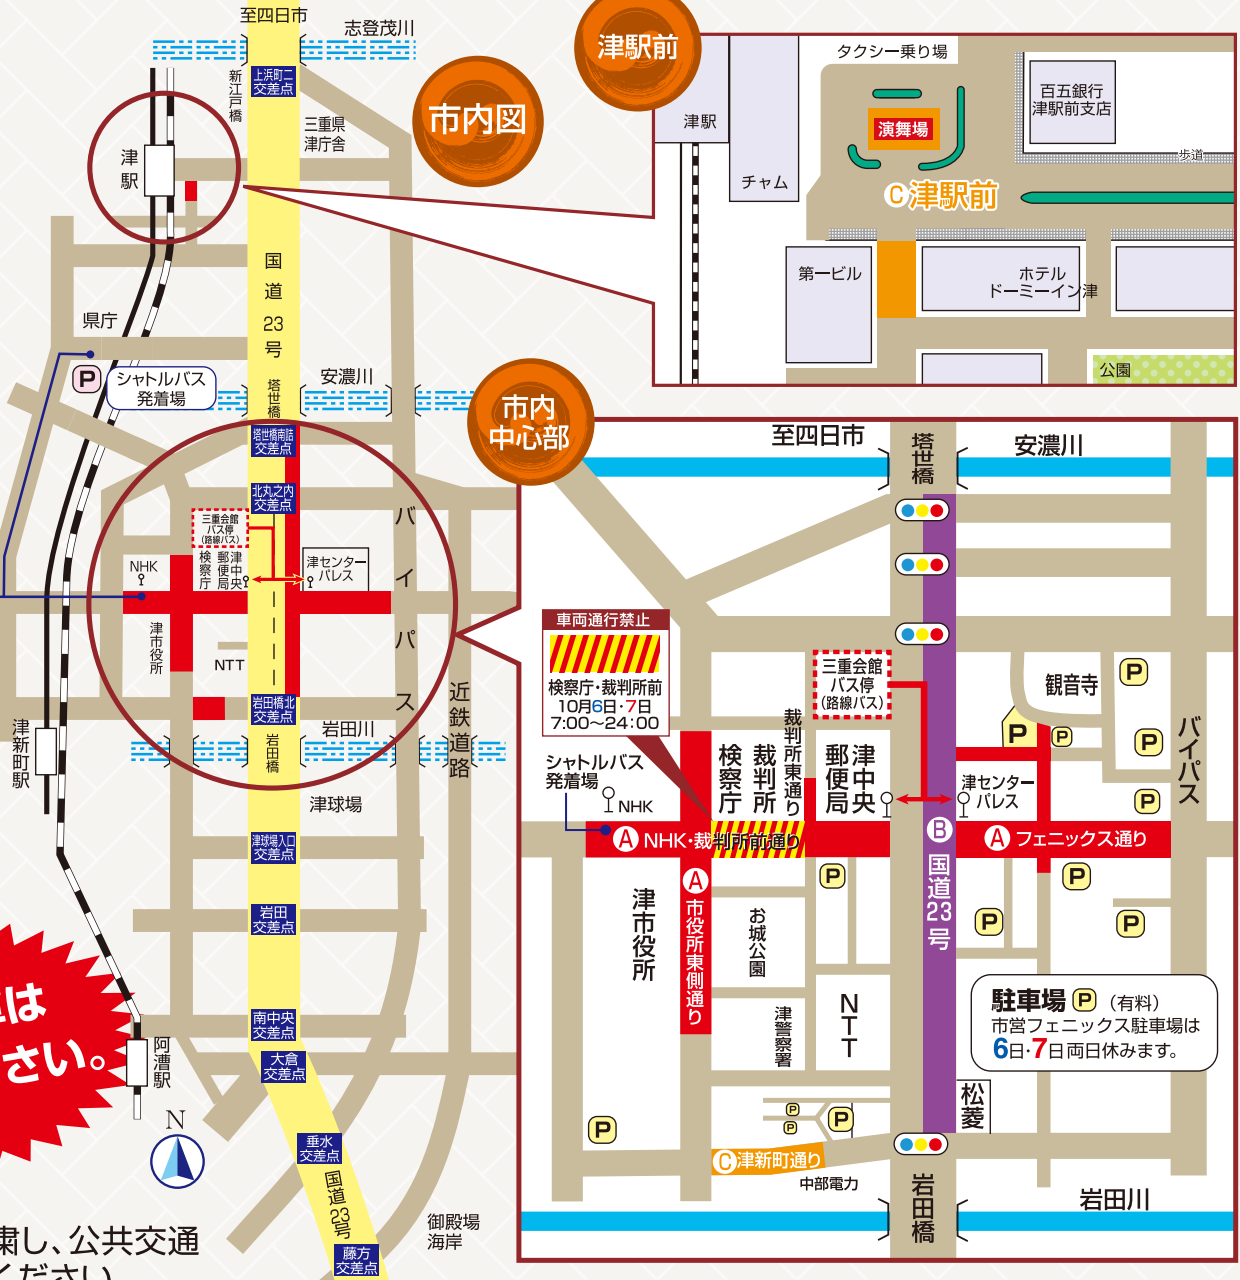 至四日市
志登茂川
新江戸橋
上浜町二
交差点
三重県
津庁舎
市内図
津駅
国道23号
県庁
P
シャトルバス
発着場
安濃川
塔世橋
塔世橋南詰
交差点
北丸之内
交差点
三重会館
バス停
(路線バス)
NHK
検察庁
郵便局
津中央
津センター
パレス
バイパス
津市役所
NTT
岩田橋北
交差点
岩田川
岩田橋
近鉄道路
津新町駅
津球場
津球場入口
交差点
岩田
交差点
南中央
交差点
大倉
交差点
阿漕駅
N
垂水
交差点
国道23号
御殿場
海岸
藤方
交差点
は
さい。
粛し、公共交通
ください
津駅前
津駅
チャム
タクシー乗り場
演舞場
C津駅前
百五銀行
津駅前支店
歩道
第一ビル
ホテル
ドーミーイン津
公園
市内
中心部
至四日市
塔世橋
安濃川
車両通行禁止
検察庁・裁判所前
10月6日・7日
7:00〜24:00
三重会館
バス停
(路線バス)
観音寺
P
P
P
P
P
バイパス
シャトルバス
発着場
NHK
検察庁
裁判所
裁判所東通り
郵便局
津中央
津センター
パレス
A NHK・裁判所前通り
B 国道23号
A フェニックス通り
A 市役所東側通り
津市役所
お城公園
P
P
P
P
津警察署
NTT
駐車場 P (有料)
市営フェニックス駐車場は
6日・7日両日休みます。
松菱
P
P
P
P
C津新町通り
中部電力
岩田橋
岩田川